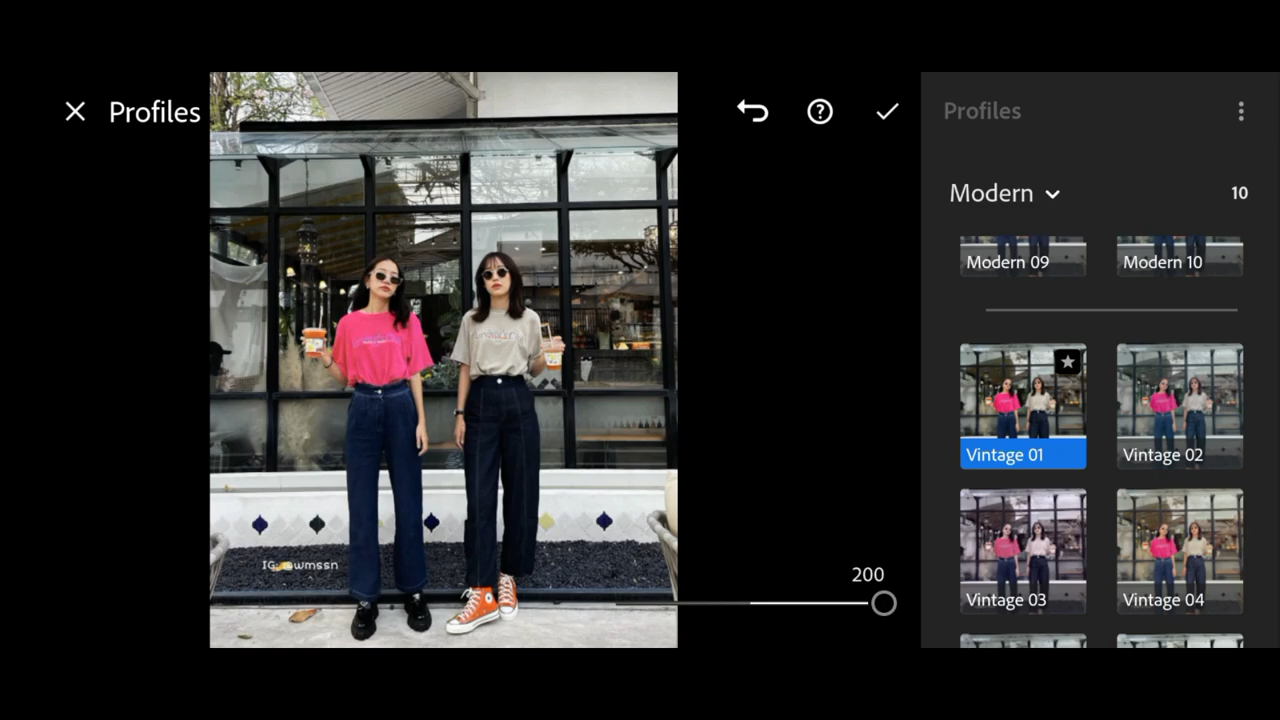 Profiles
Profiles
Modern
10
Modern 09
Modern 10
Vintage 01
Vintage 02
Vintage 03
Vintage 04
200